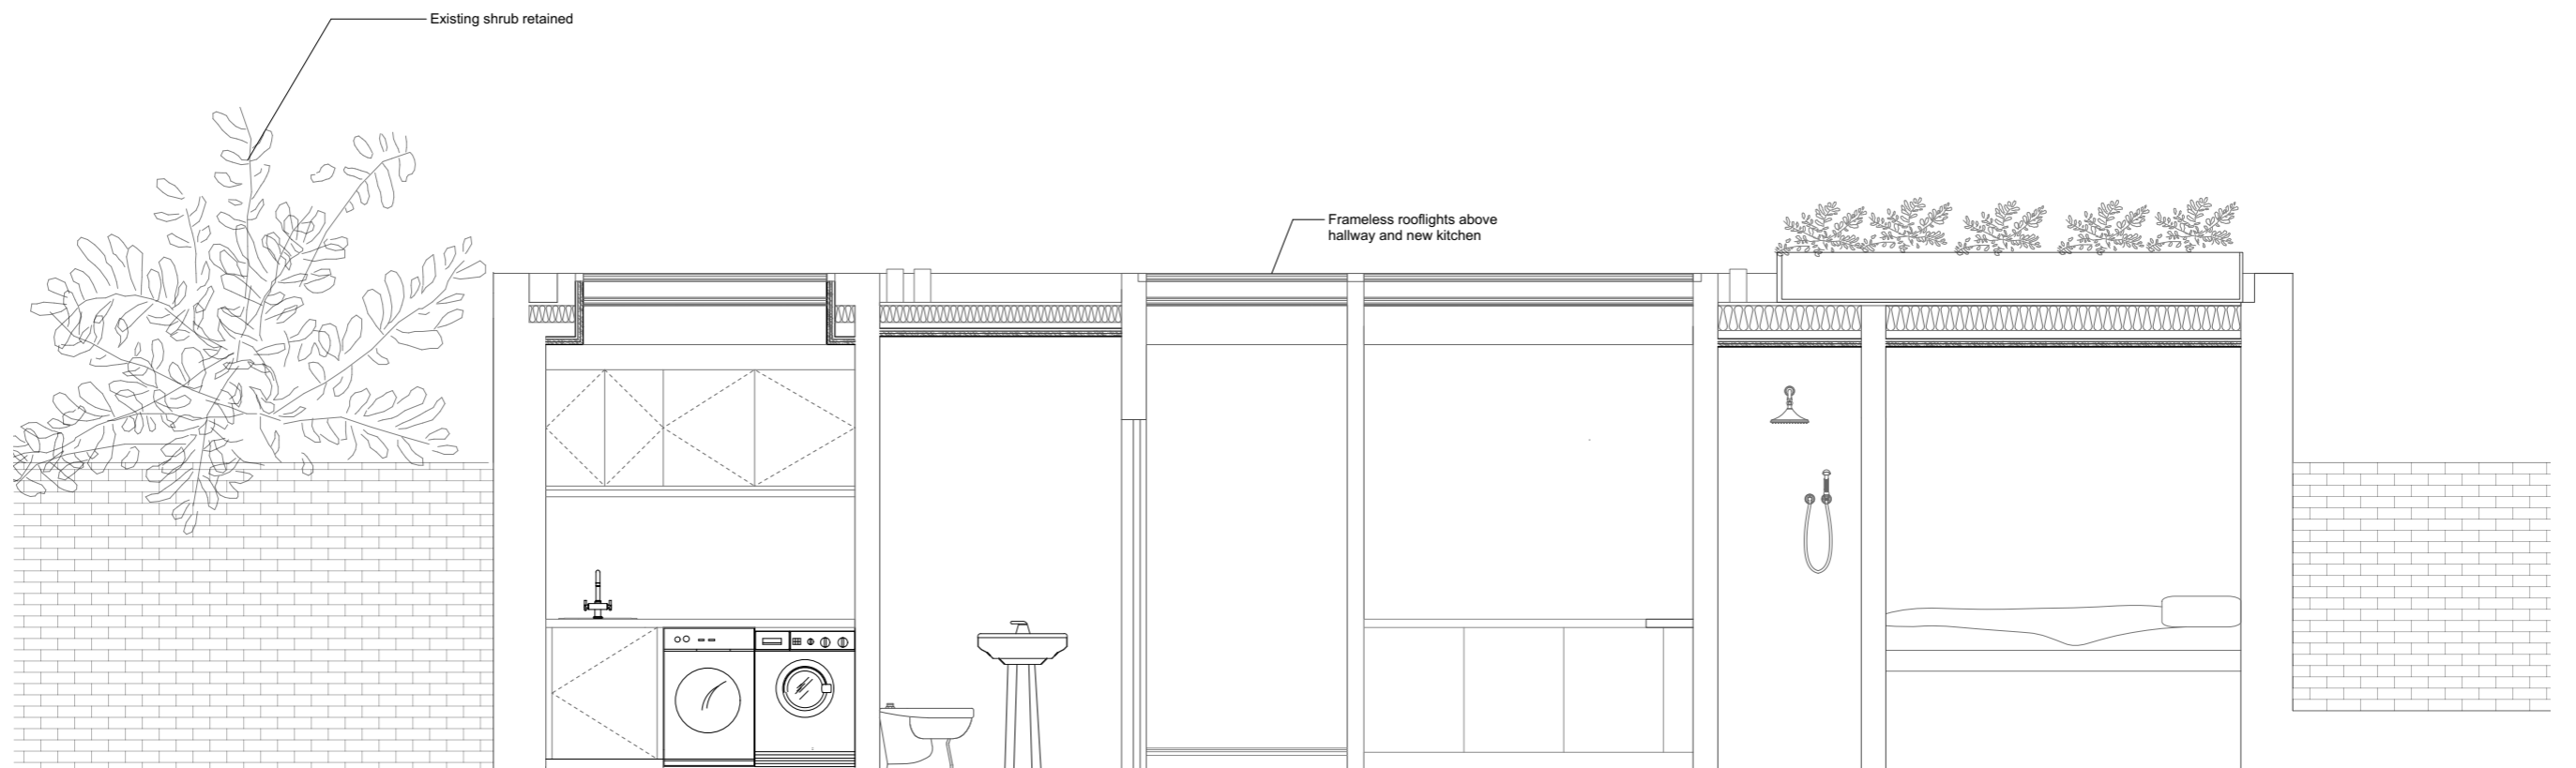 Existing shrub retained
Frameless rooflights above
hallway and new kitchen